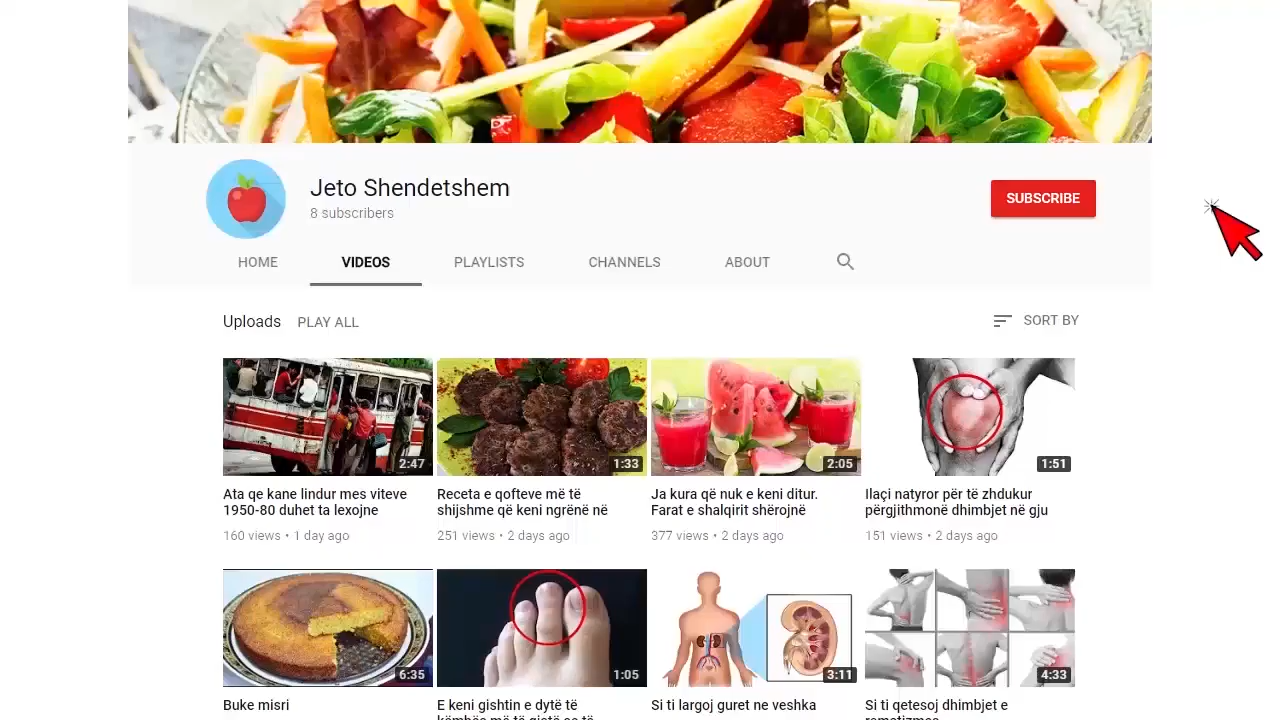 Jeto Shendetshem
8 subscribers
SUBSCRIBE
HOME VIDEOS PLAYLISTS CHANNELS ABOUT
Uploads PLAY ALL SORT BY
2:47 1:33 2:05 1:51
Ata qe kane lindur mes viteve
1950-80 duhet ta lexojne
160 views • 1 day ago
Receta e qofteve më të
shijshme që keni ngrënë në
251 views • 2 days ago
Ja kura që nuk e keni ditur.
Farat e shalqirit shërojnë
377 views • 2 days ago
Ilaçi natyror për të zhdukur
përgjithmonë dhimbjet në gju
151 views • 2 days ago
6:35 1:05 3:11 4:33
Buke misri
E keni gishtin e dytë të
Si ti largoj guret ne veshka
Si ti qetesoj dhimbjet e